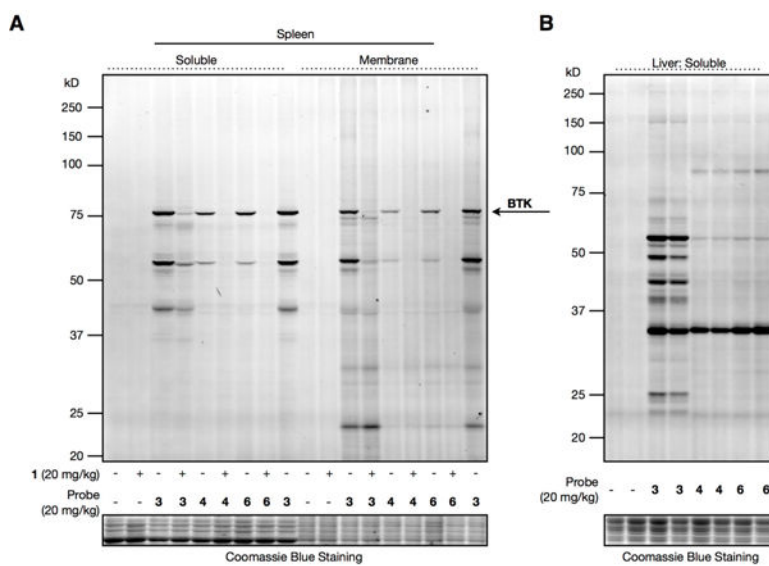 A
Spleen
Soluble
Membrane
kD
250
150
100
75
50
37
25
20
BTK
1 (20 mg/kg) - + - + - + - + - - + - + - + - + -
Probe
(20 mg/kg) - - 3 3 4 4 6 6 3 - - 3 3 4 4 6 6 3
Coomassie Blue Staining
B
Liver: Soluble
kD
250
150
100
75
50
37
25
20
Probe
(20 mg/kg) - - 3 3 4 4 6 6
Coomassie Blue Staining